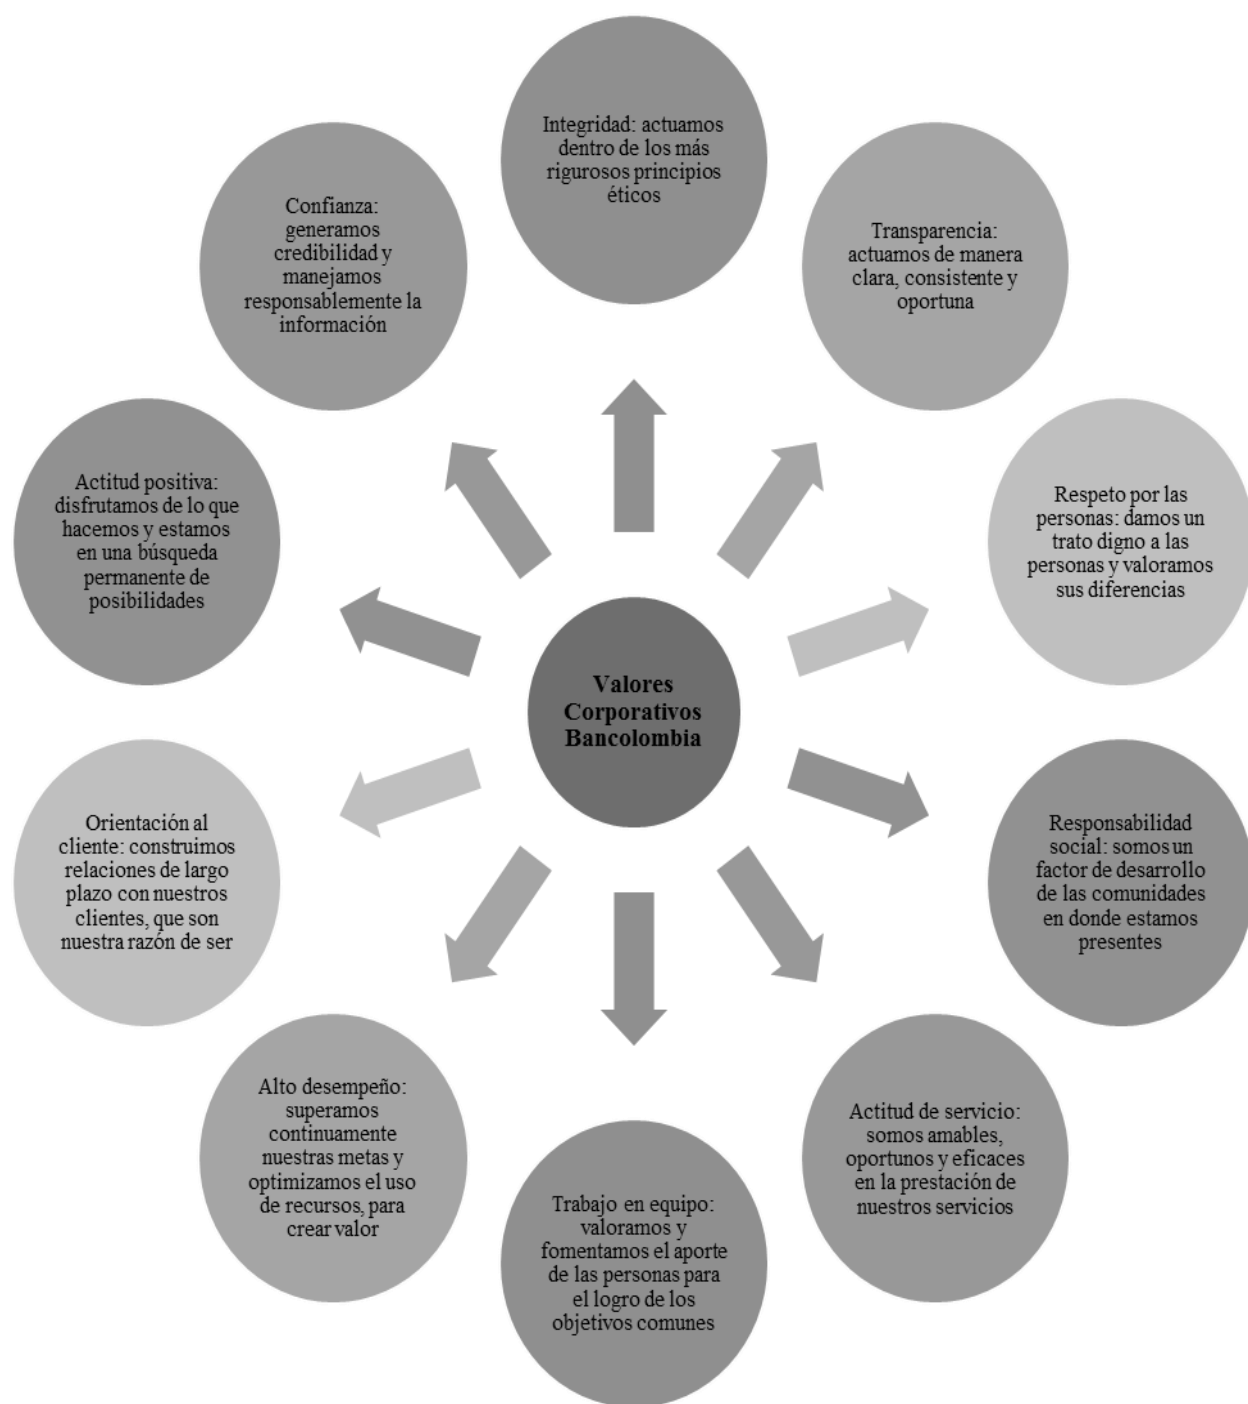 Integridad: actuamos
dentro de los más
rigurosos principios
éticos
Transparencia:
actuamos de manera
clara, consistente y
oportuna
Respeto por las
personas: damos un
trato digno a las
personas y valoramos
sus diferencias
Responsabilidad
social: somos un
factor de desarrollo
de las comunidades
en donde estamos
presentes
Actitud de servicio:
somos amables,
oportunos y eficaces
en la prestación de
nuestros servicios
Trabajo en equipo:
valoramos y
fomentamos el aporte
de las personas para
el logro de los
objetivos comunes
Alto desempeño:
superamos
continuamente
nuestras metas y
optimizamos el uso
de recursos, para
crear valor
Orientación al
cliente: construimos
relaciones de largo
plazo con nuestros
clientes, que son
nuestra razón de ser
Actitud positiva:
disfrutamos de lo que
hacemos y estamos
en una búsqueda
permanente de
posibilidades
Confianza:
generamos
credibilidad y
manejamos
responsablemente la
información
Valores
Corporativos
Bancolombia